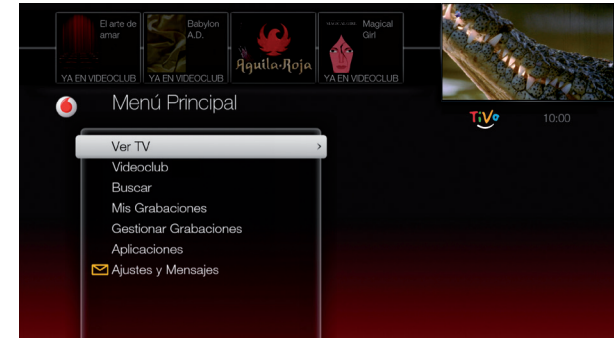 El arte de
amar
YA EN VIDEOCLUB
Babylon
A.D.
YA EN VIDEOCLUB
Águila·Roja
Magical
Girl
YA EN VIDEOCLUB
Menú Principal
TiVo
10:00
Ver TV
Videoclub
Buscar
Mis Grabaciones
Gestionar Grabaciones
Aplicaciones
Ajustes y Mensajes